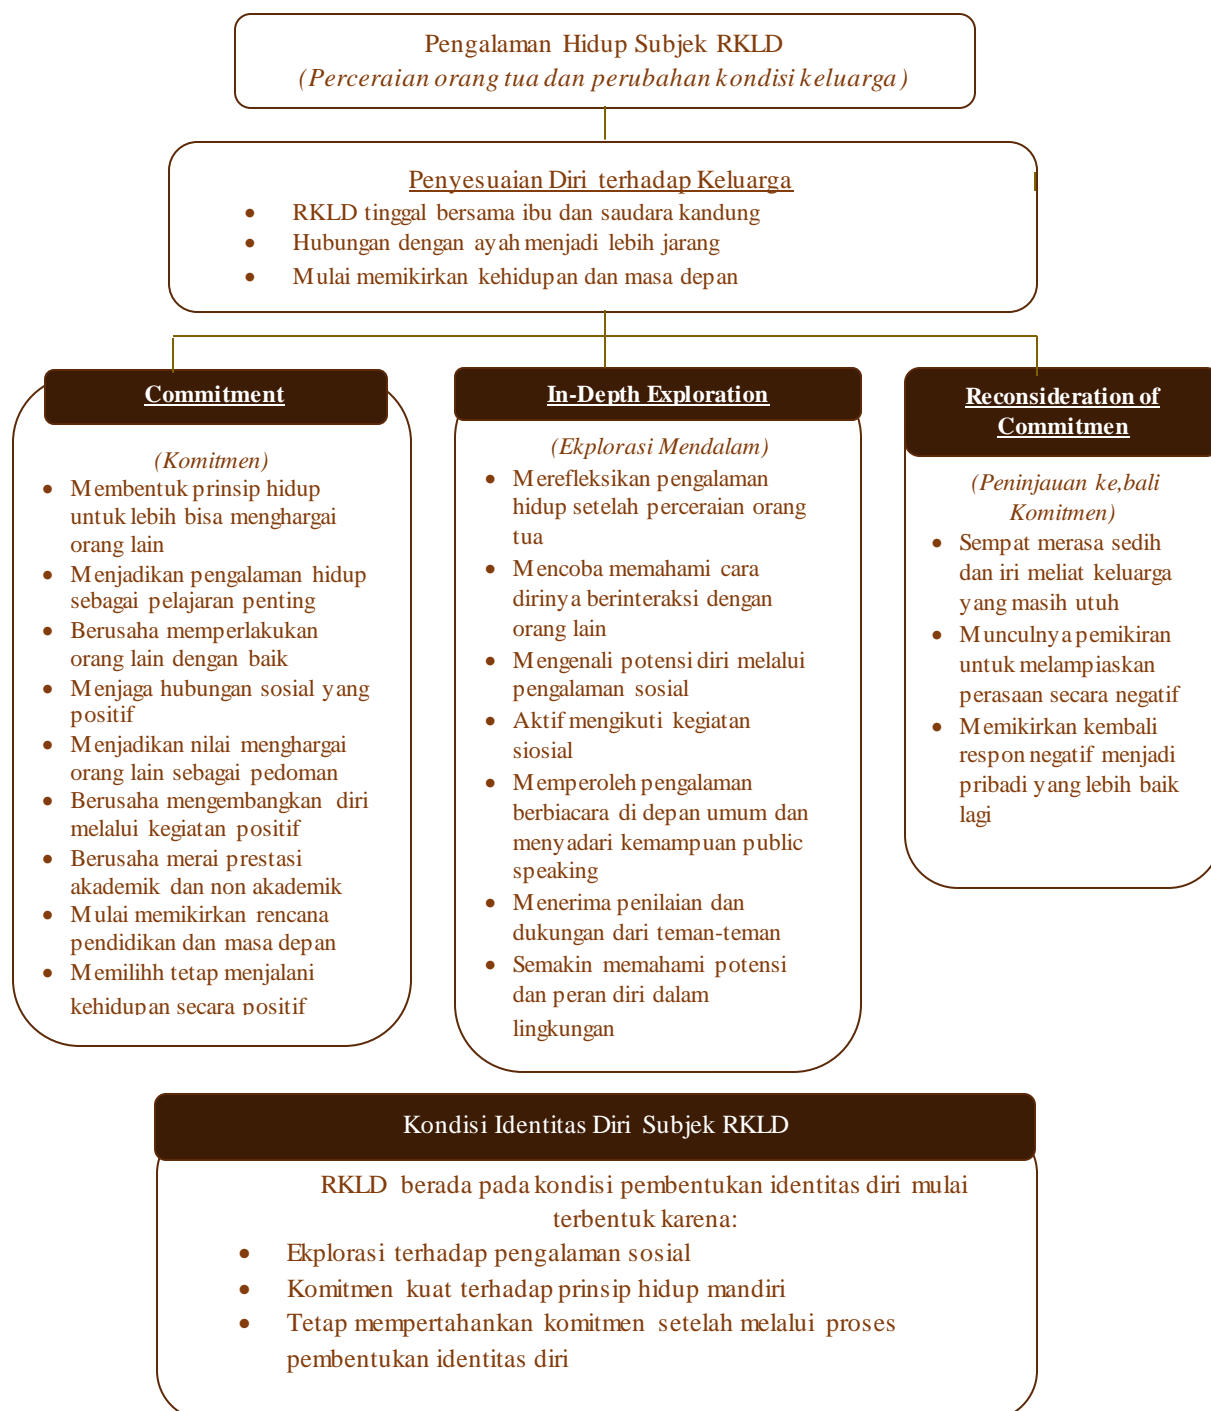 Pengalaman Hidup Subjek RKLD
(Perceraian orang tua dan perubahan kondisi keluarga)
Penyesuaian Diri terhadap Keluarga
• RKLD tinggal bersama ibu dan saudara kandung
• Hubungan dengan ayah menjadi lebih jarang
• Mulai memikirkan kehidupan dan masa depan
Commitment
(Komitmen)
• Membentuk prinsip hidup
untuk lebih bisa menghargai
orang lain
• Menjadikan pengalaman hidup
sebagai pelajaran penting
• Berusaha memperlakukan
orang lain dengan baik
• Menjaga hubungan sosial yang
positif
• Menjadikan nilai menghargai
orang lain sebagai pedoman
• Berusaha mengembangkan diri
melalui kegiatan positif
• Berusaha merai prestasi
akademik dan non akademik
• Mulai memikirkan rencana
pendidikan dan masa depan
• Memilihh tetap menjalani
kehidupan secara positif
In-Depth Exploration
(Ekplorasi Mendalam)
• Merefleksikan pengalaman
hidup setelah perceraian orang
tua
• Mencoba memahami cara
dirinya berinteraksi dengan
orang lain
• Mengenali potensi diri melalui
pengalaman sosial
• Aktif mengikuti kegiatan
siosial
• Memperoleh pengalaman
berbiacara di depan umum dan
menyadari kemampuan public
speaking
• Menerima penilaian dan
dukungan dari teman-teman
• Semakin memahami potensi
dan peran diri dalam
lingkungan
Reconsideration of
Commitmen
(Peninjauan ke,bali
Komitmen)
• Sempat merasa sedih
dan iri meliat keluarga
yang masih utuh
• Munculnya pemikiran
untuk melampiaskan
perasaan secara negatif
• Memikirkan kembali
respon negatif menjadi
pribadi yang lebih baik
lagi
Kondisi Identitas Diri Subjek RKLD
RKLD berada pada kondisi pembentukan identitas diri mulai
terbentuk karena:
• Ekplorasi terhadap pengalaman sosial
• Komitmen kuat terhadap prinsip hidup mandiri
• Tetap mempertahankan komitmen setelah melalui proses
pembentukan identitas diri